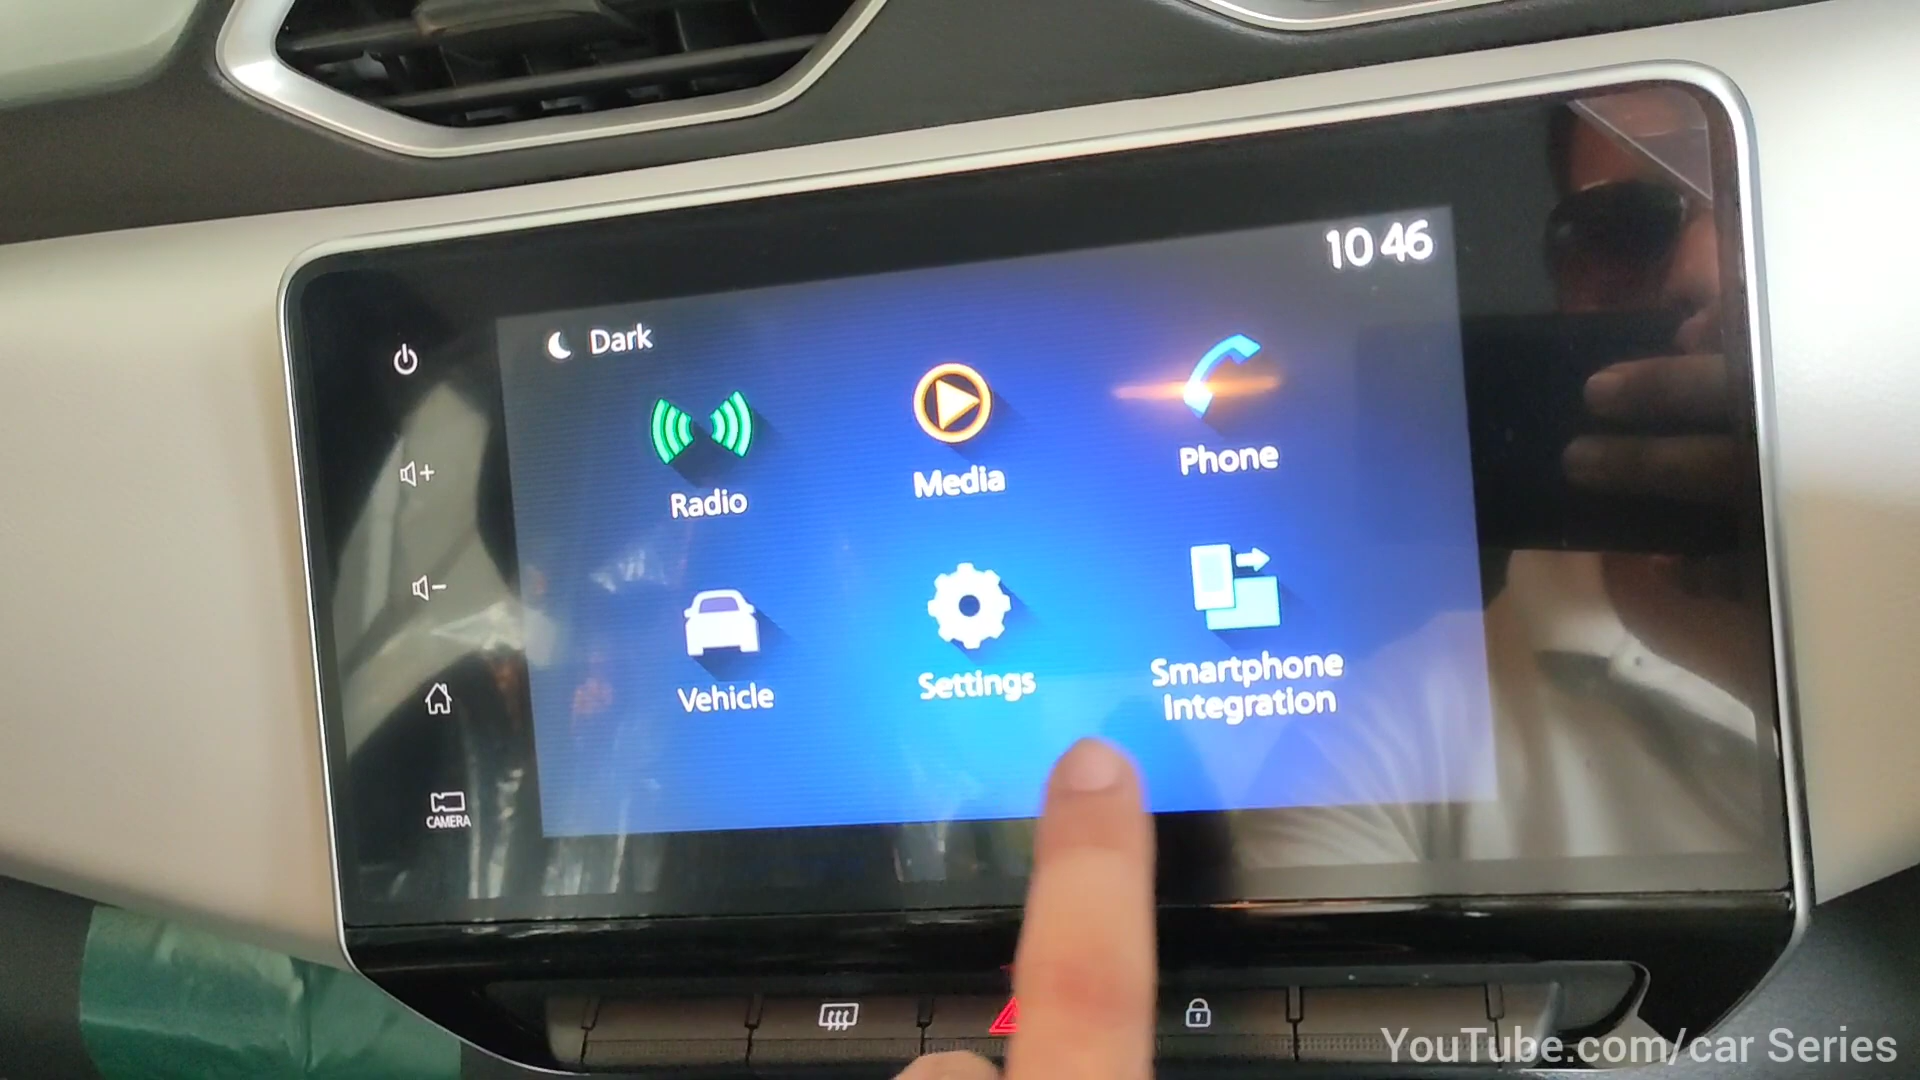 10 46
Dark
Radio
Media
Phone
Vehicle
Settings
Smartphone
Integration
CAMERA
YouTube.com/car Series